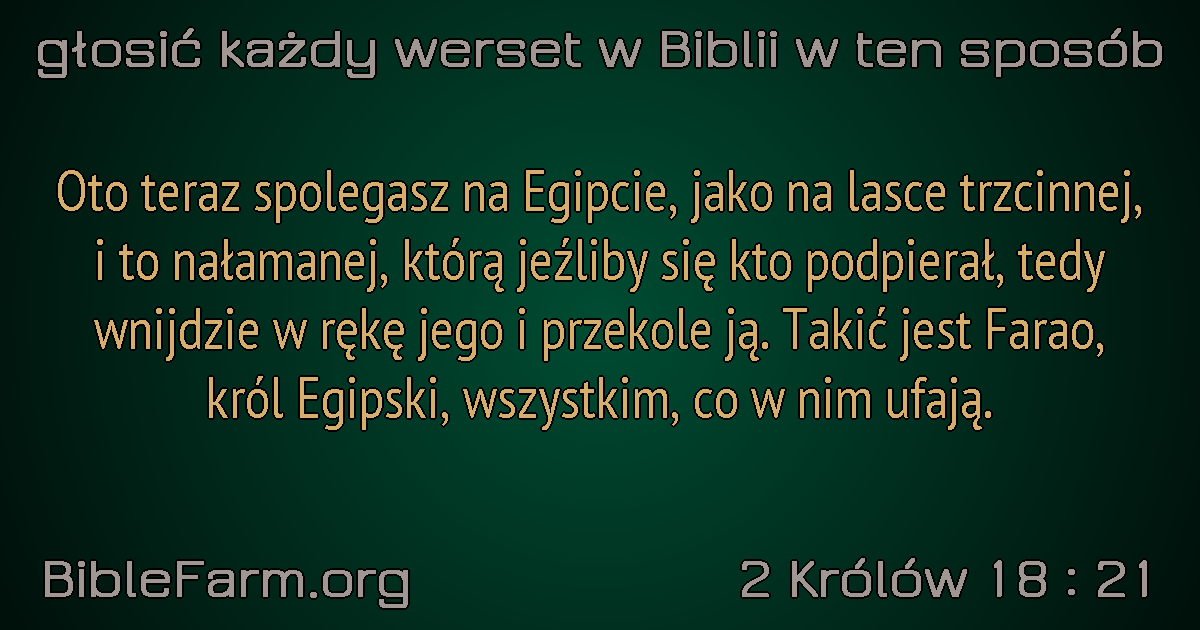 głosić każdy werset w Biblii w ten sposób
Oto teraz spolegasz na Egipcie, jako na lasce trzcinnej,
i to nałamanej, którą jeźliby się kto podpierał, tedy
wnijdzie w rękę jego i przekole ją. Takić jest Farao,
król Egipski, wszystkim, co w nim ufają.
BibleFarm.org
2 Królów 18 : 21